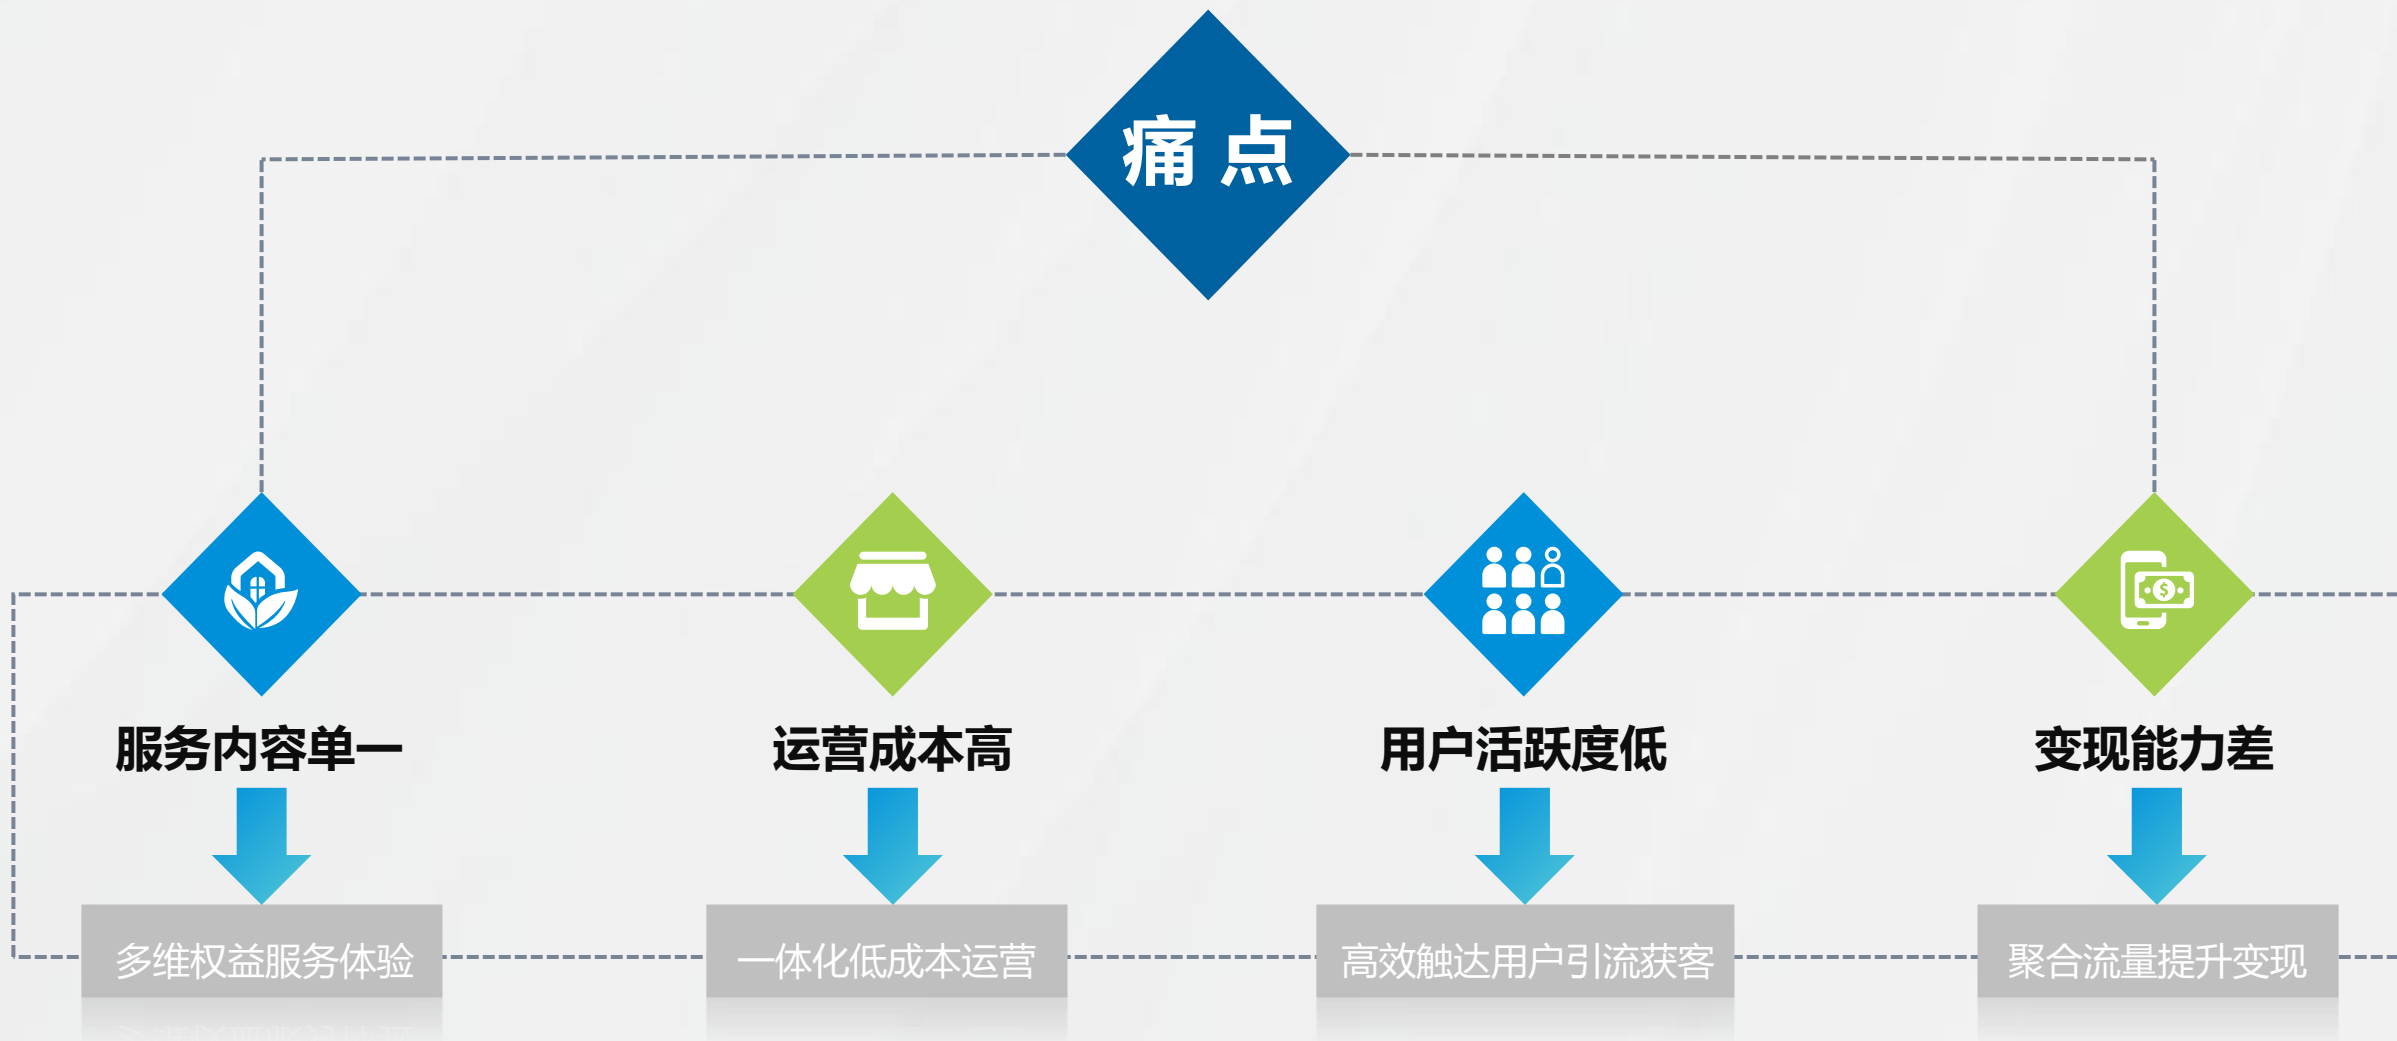 痛点
服务内容单一
运营成本高
用户活跃度低
变现能力差
多维权益服务体验
一体化低成本运营
高效触达用户引流获客
聚合流量提升变现